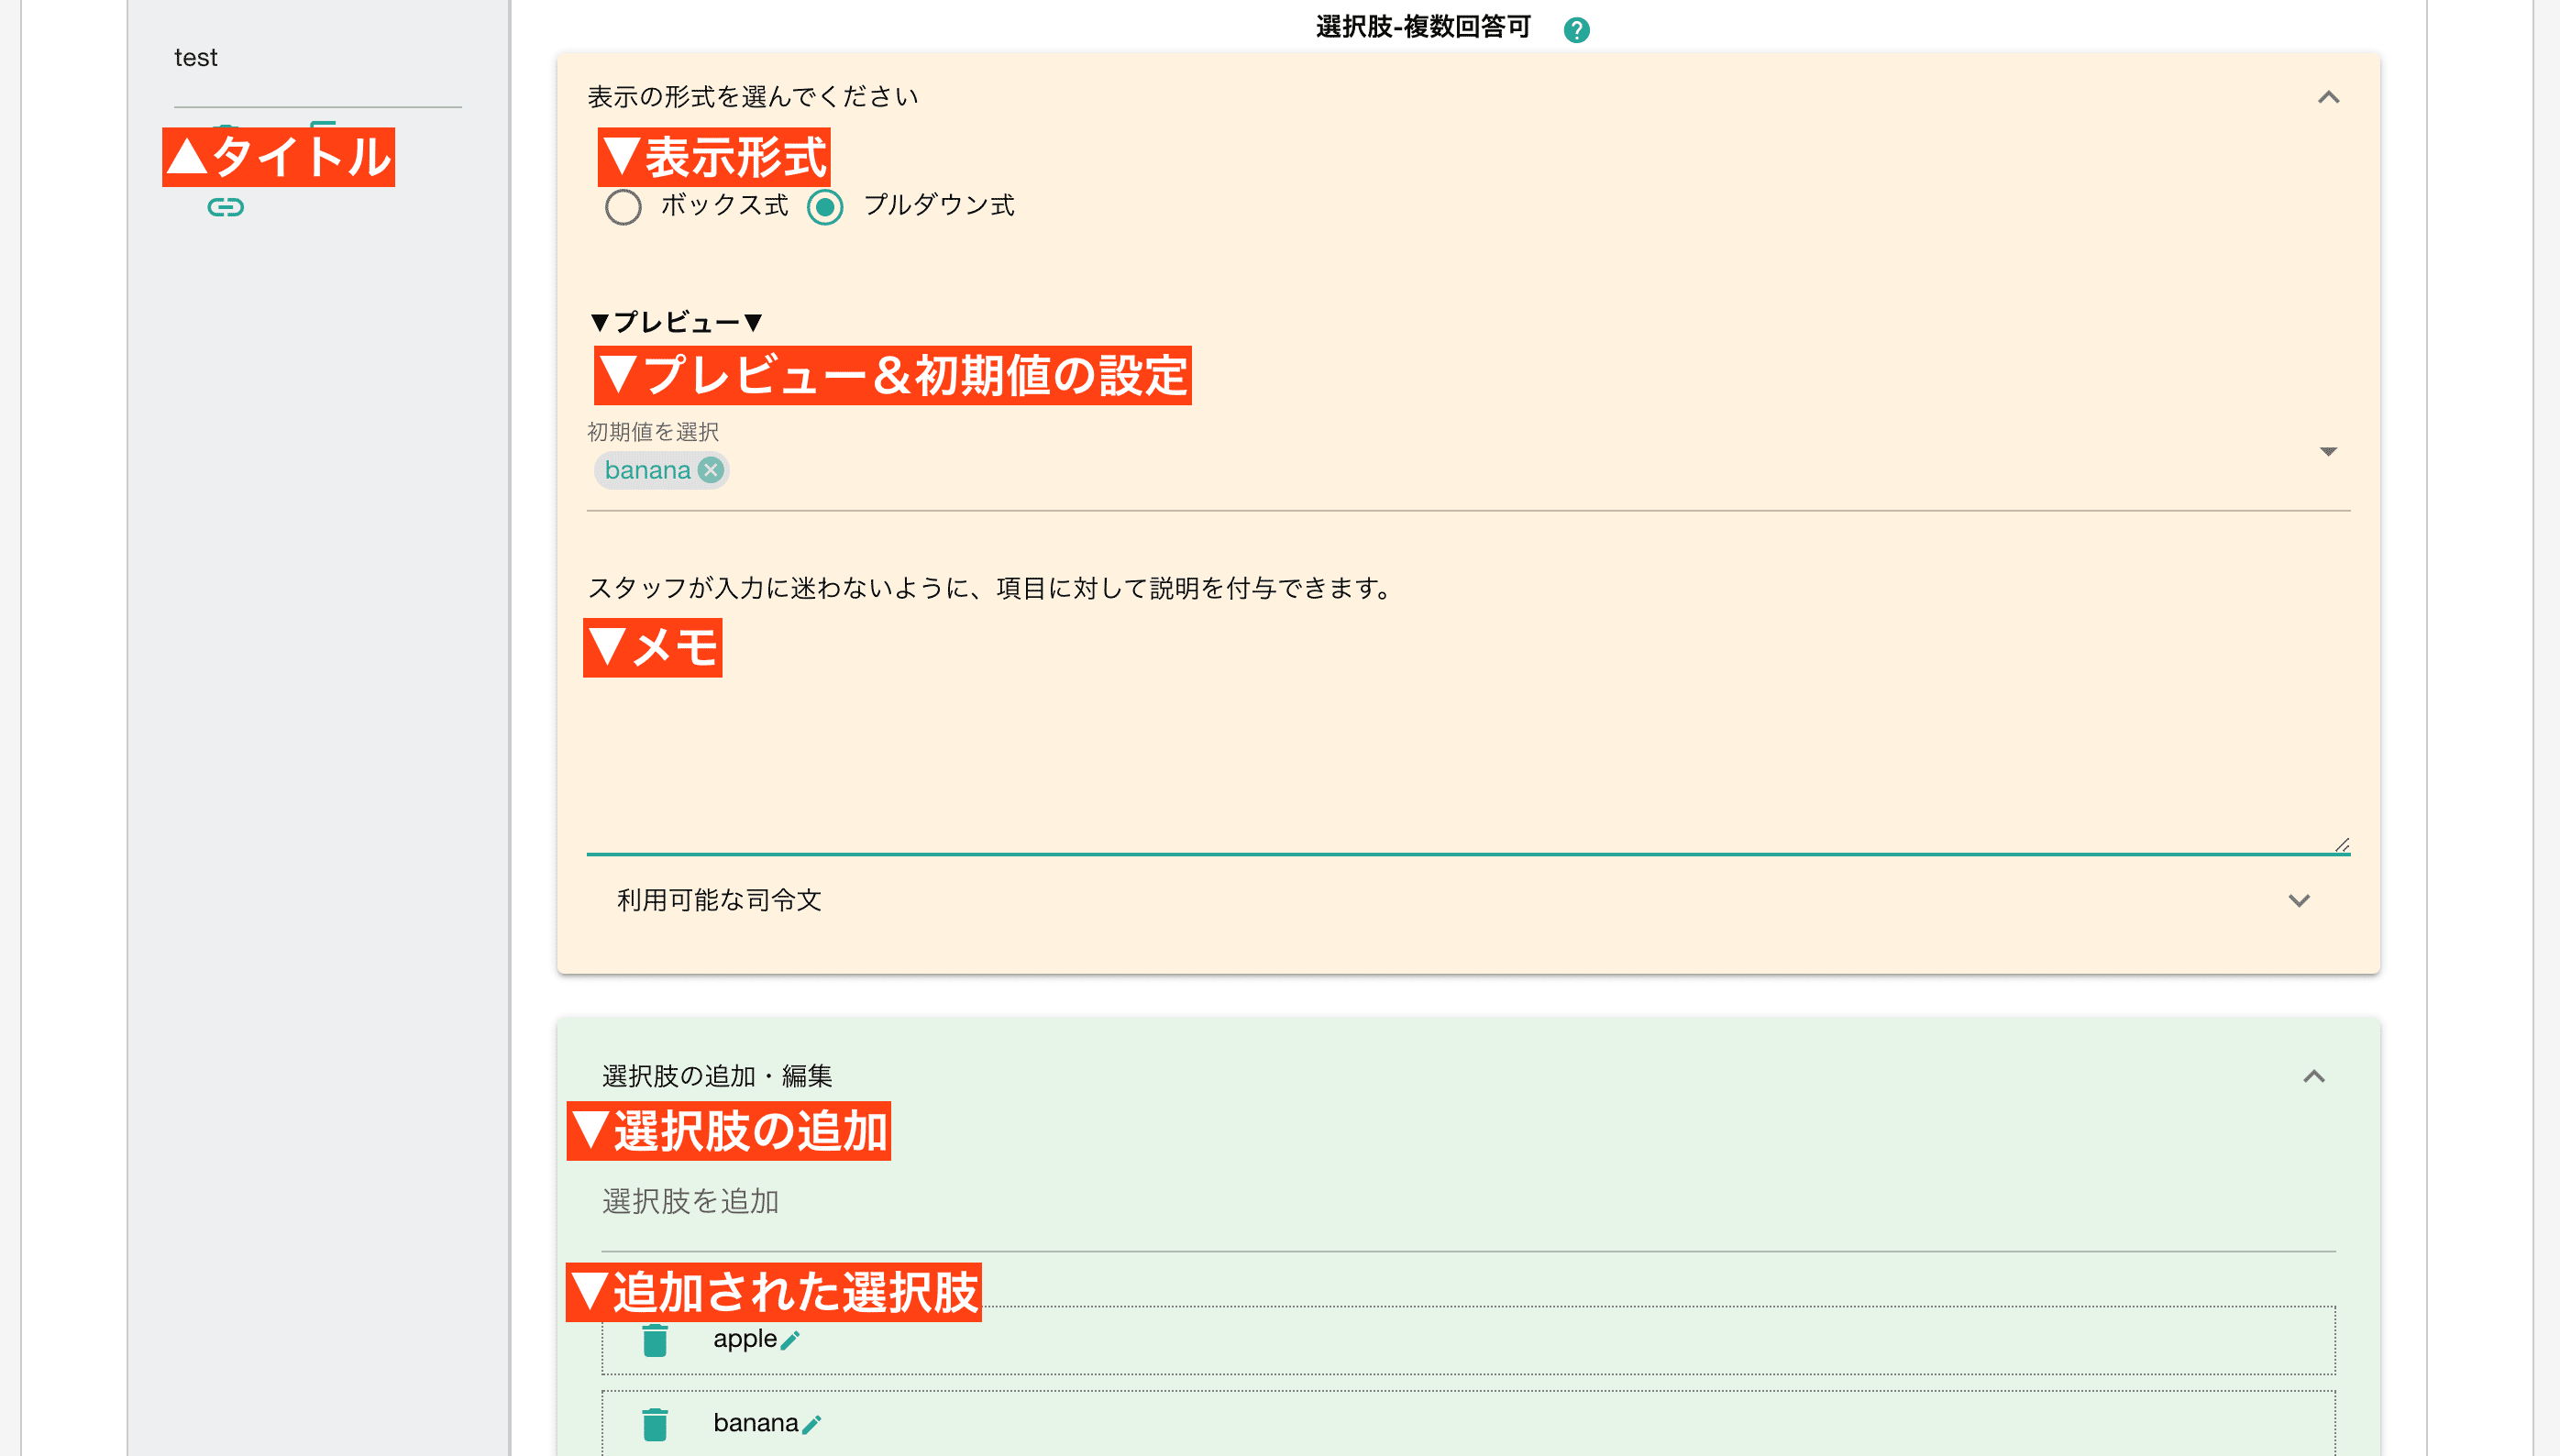 選択肢-複数回答可 ?
test
表示の形式を選んでください
▲タイトル
▼表示形式
ボックス式 プルダウン式
▼プレビュー▼
▼プレビュー＆初期値の設定
初期値を選択
banana
スタッフが入力に迷わないように、項目に対して説明を付与できます。
▼メモ
利用可能な司令文
選択肢の追加・編集
▼選択肢の追加
選択肢を追加
▼追加された選択肢
apple
banana